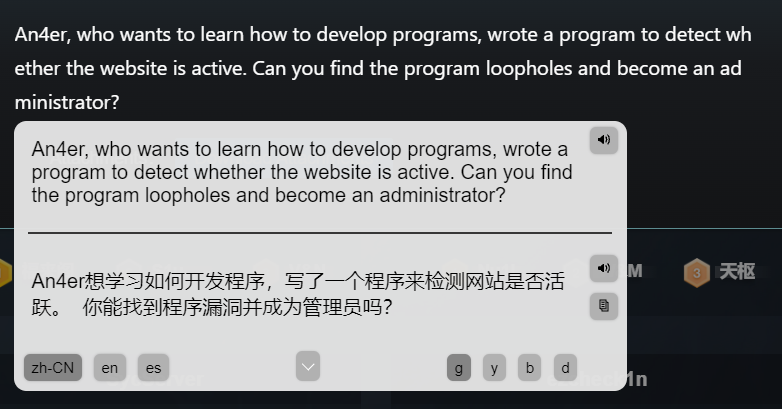 An4er, who wants to learn how to develop programs, wrote a program to detect wh
ether the website is active. Can you find the program loopholes and become an ad
ministrator?
An4er, who wants to learn how to develop programs, wrote a
program to detect whether the website is active. Can you find
the program loopholes and become an administrator?
An4er想学习如何开发程序，写了一个程序来检测网站是否活
跃。 你能找到程序漏洞并成为管理员吗？
M 3 天枢
zh-CN en es g y b d
1n